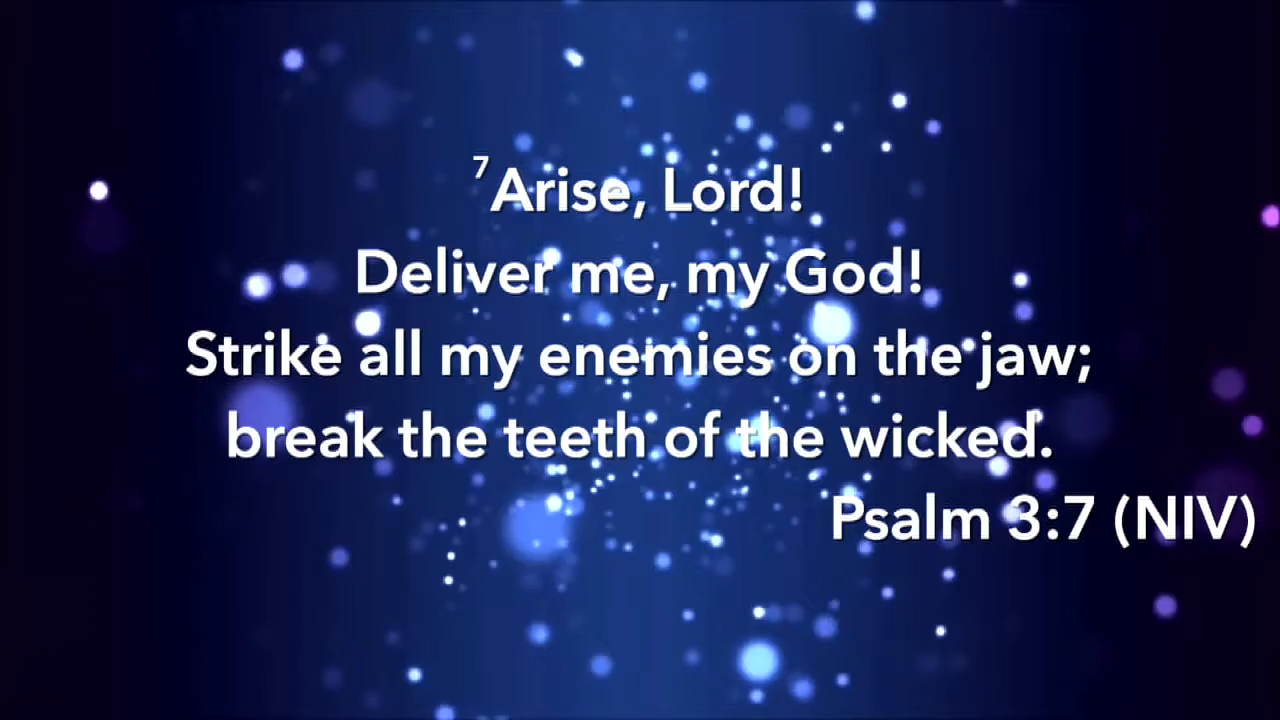 ⁷Arise, Lord!
Deliver me, my God!
Strike all my enemies on the jaw;
break the teeth of the wicked.
Psalm 3:7 (NIV)